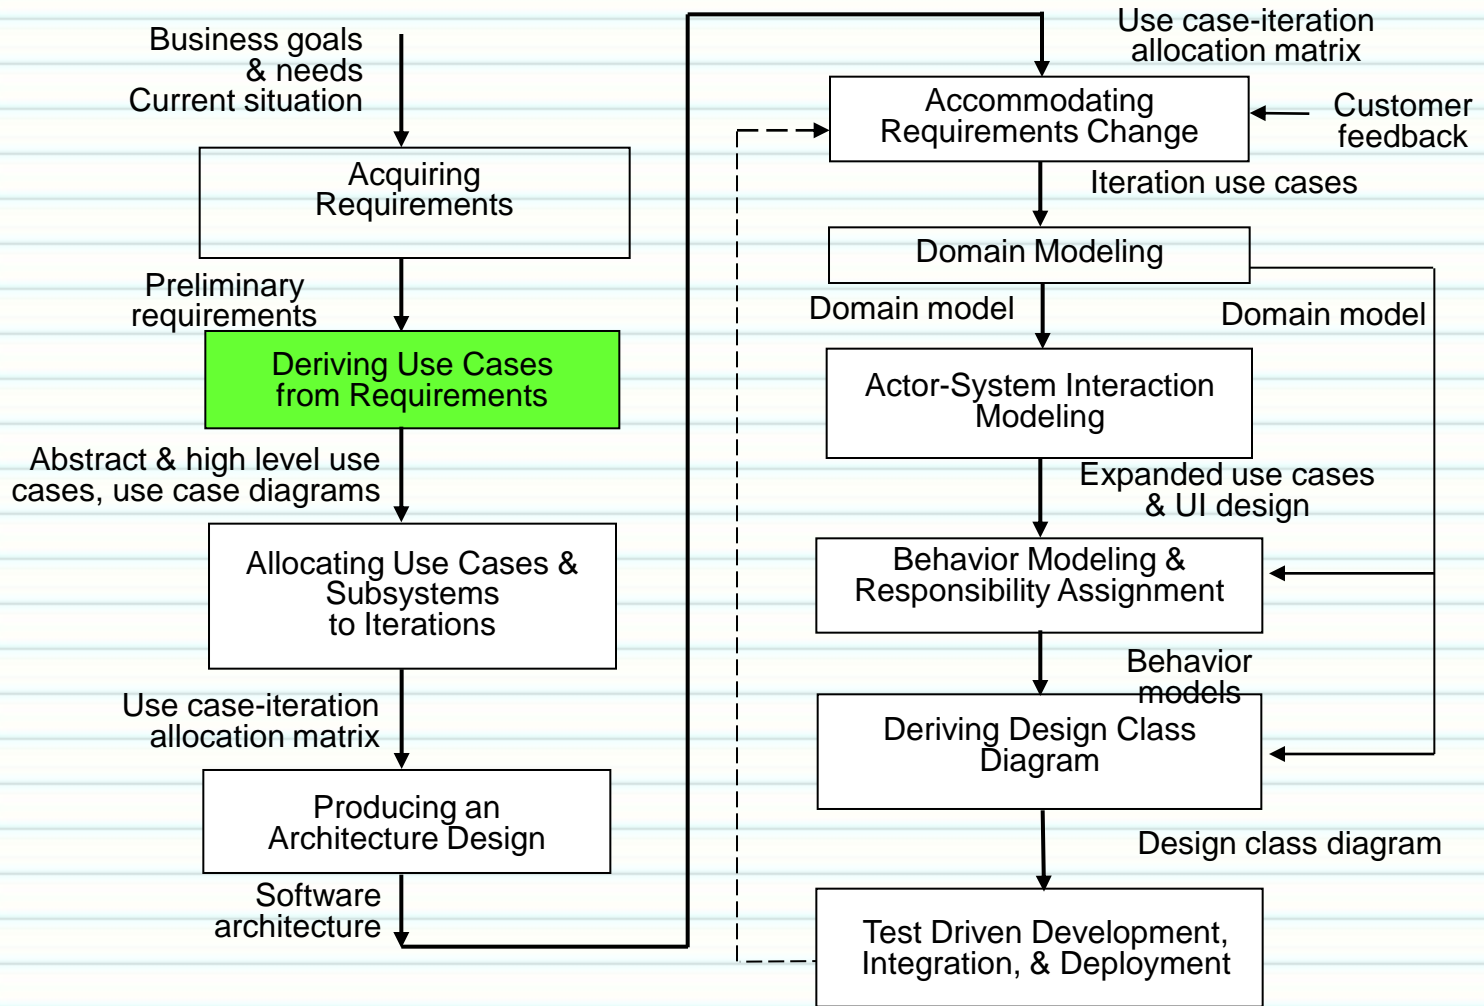 Business goals
& needs
Current situation
Acquiring
Requirements
Preliminary
requirements
Deriving Use Cases
from Requirements
Abstract & high level use
cases, use case diagrams
Allocating Use Cases &
Subsystems
to Iterations
Use case-iteration
allocation matrix
Producing an
Architecture Design
Software
architecture
Use case-iteration
allocation matrix
Accommodating
Requirements Change
Customer
feedback
Iteration use cases
Domain Modeling
Domain model
Domain model
Actor-System Interaction
Modeling
Expanded use cases
& UI design
Behavior Modeling &
Responsibility Assignment
Behavior
models
Deriving Design Class
Diagram
Design class diagram
Test Driven Development,
Integration, & Deployment